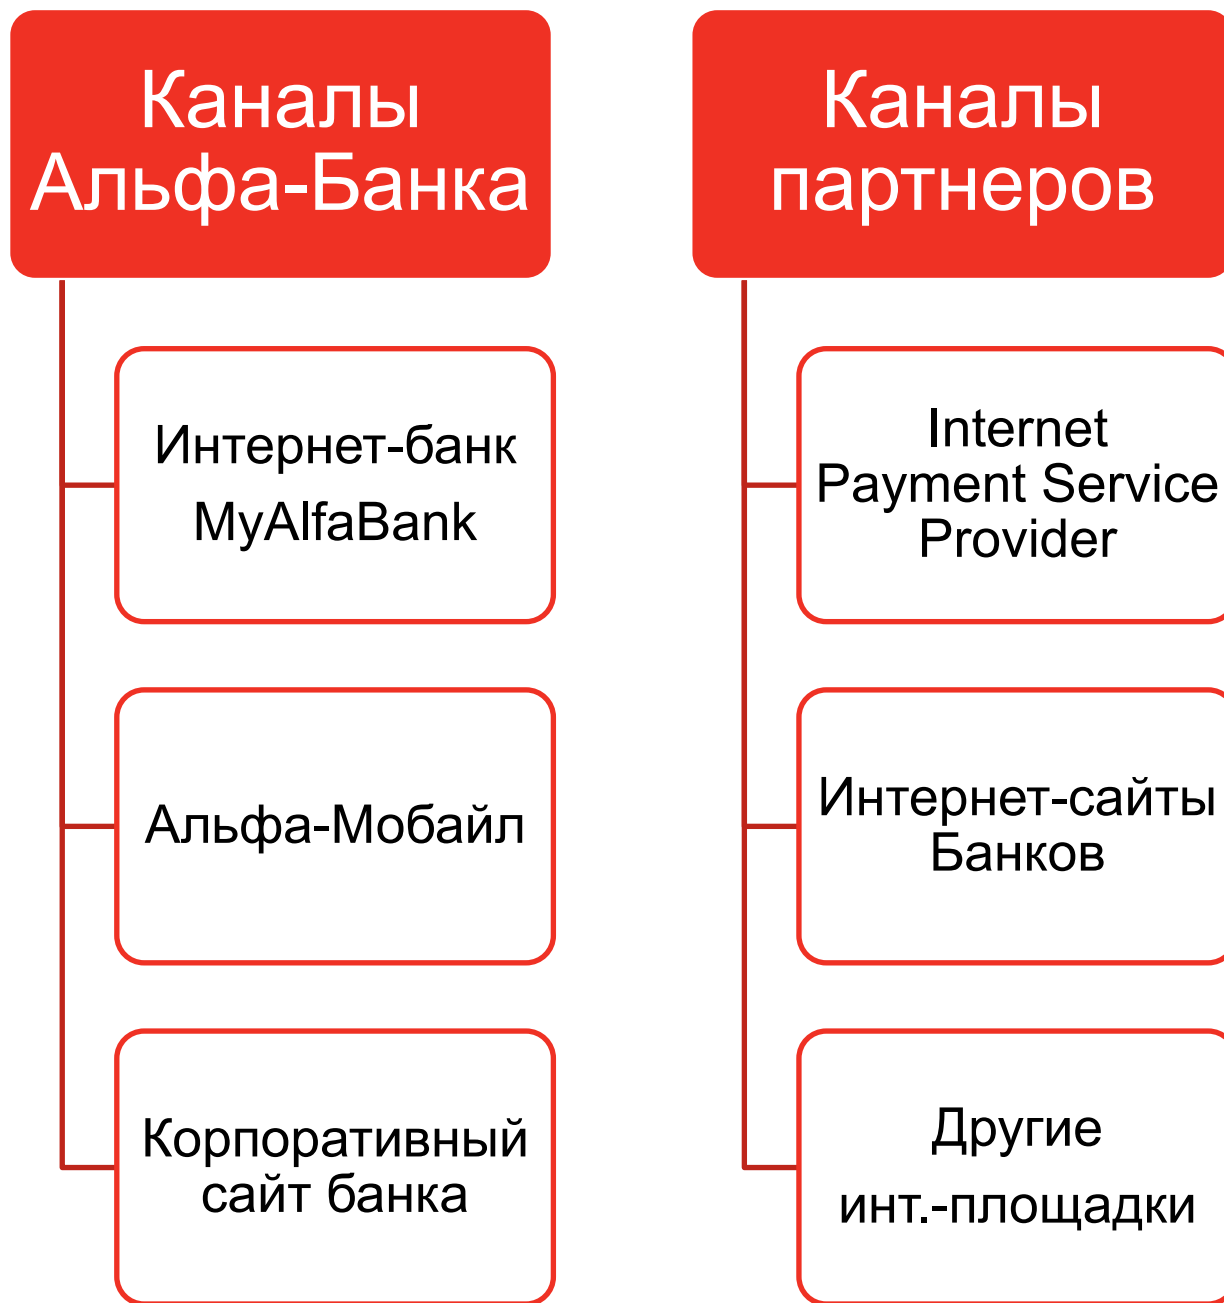 Каналы
Альфа-Банка
Интернет-банк
MyAlfaBank
Альфа-Мобайл
Корпоративный
сайт банка
Каналы
партнеров
Internet
Payment Service
Provider
Интернет-сайты
Банков
Другие
инт.-площадки